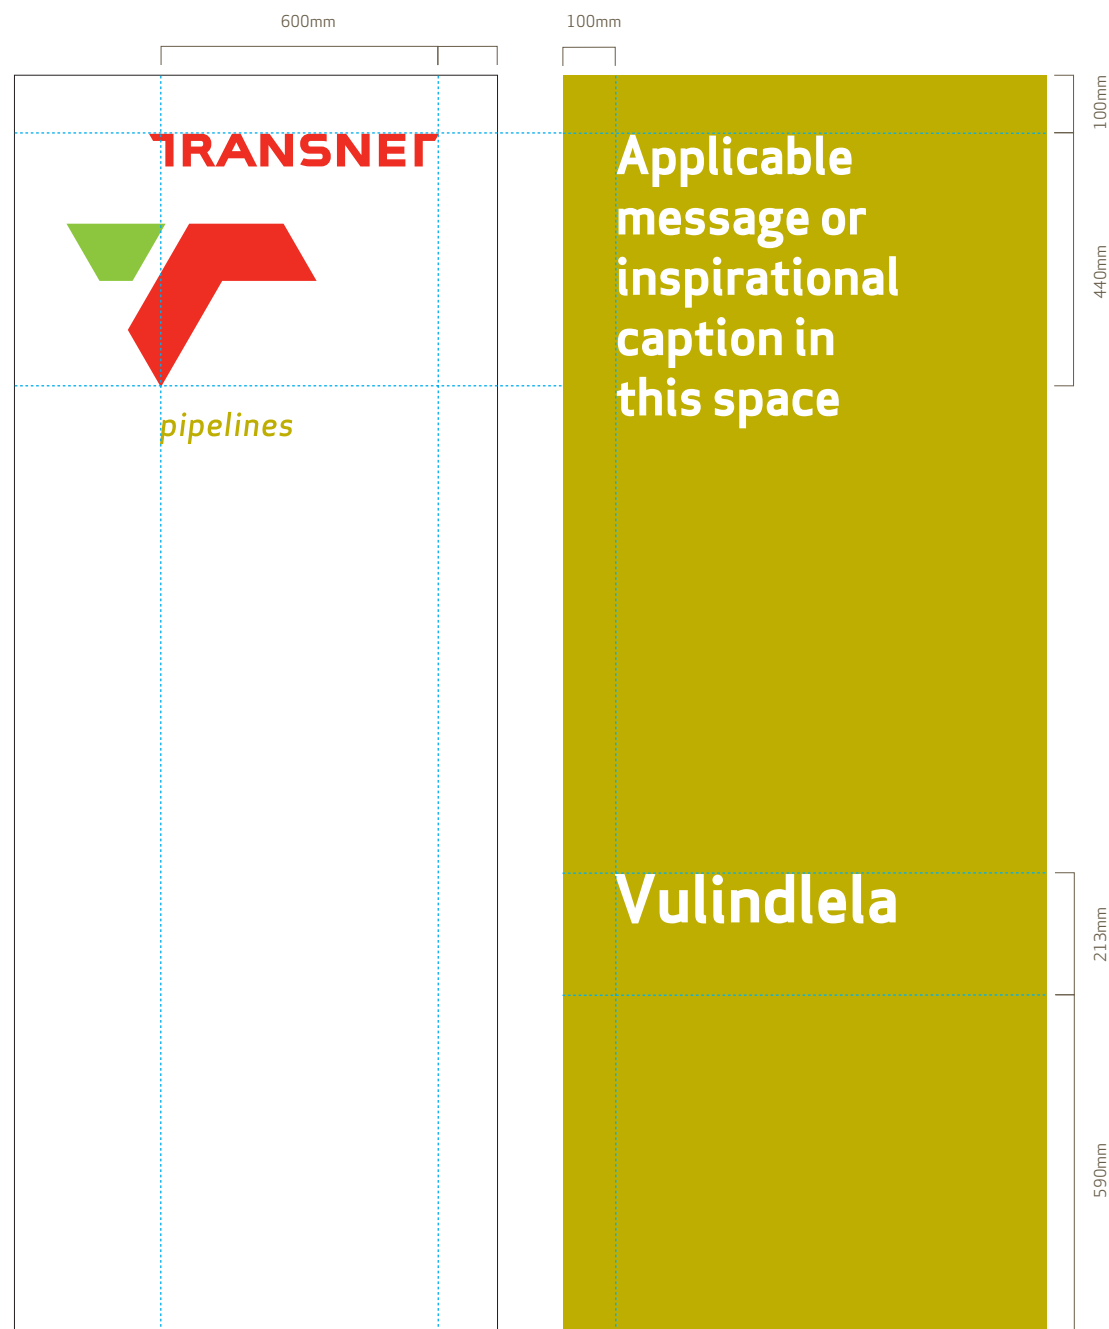 600mm
100mm
TRANSNET
pipelines
Applicable
message or
inspirational
caption in
this space
Vulindlela
100mm
440mm
213mm
590mm